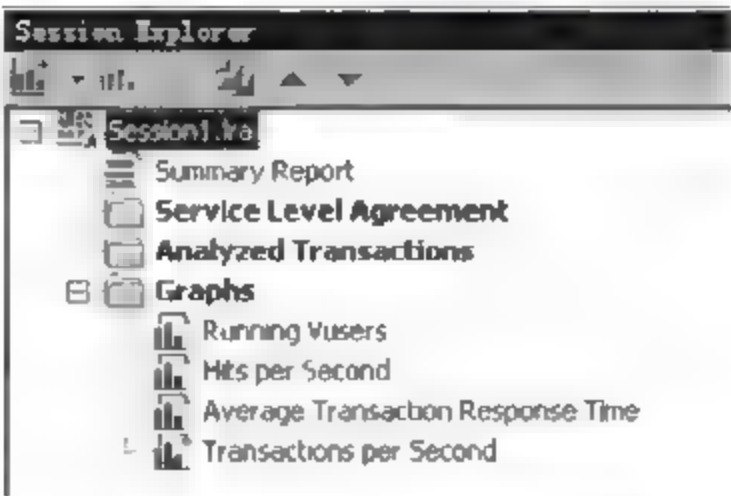 Session Explorer
Session1.lra
Summary Report
Service Level Agreement
Analyzed Transactions
Graphs
Running Vusers
Hits per Second
Average Transaction Response Time
Transactions per Second